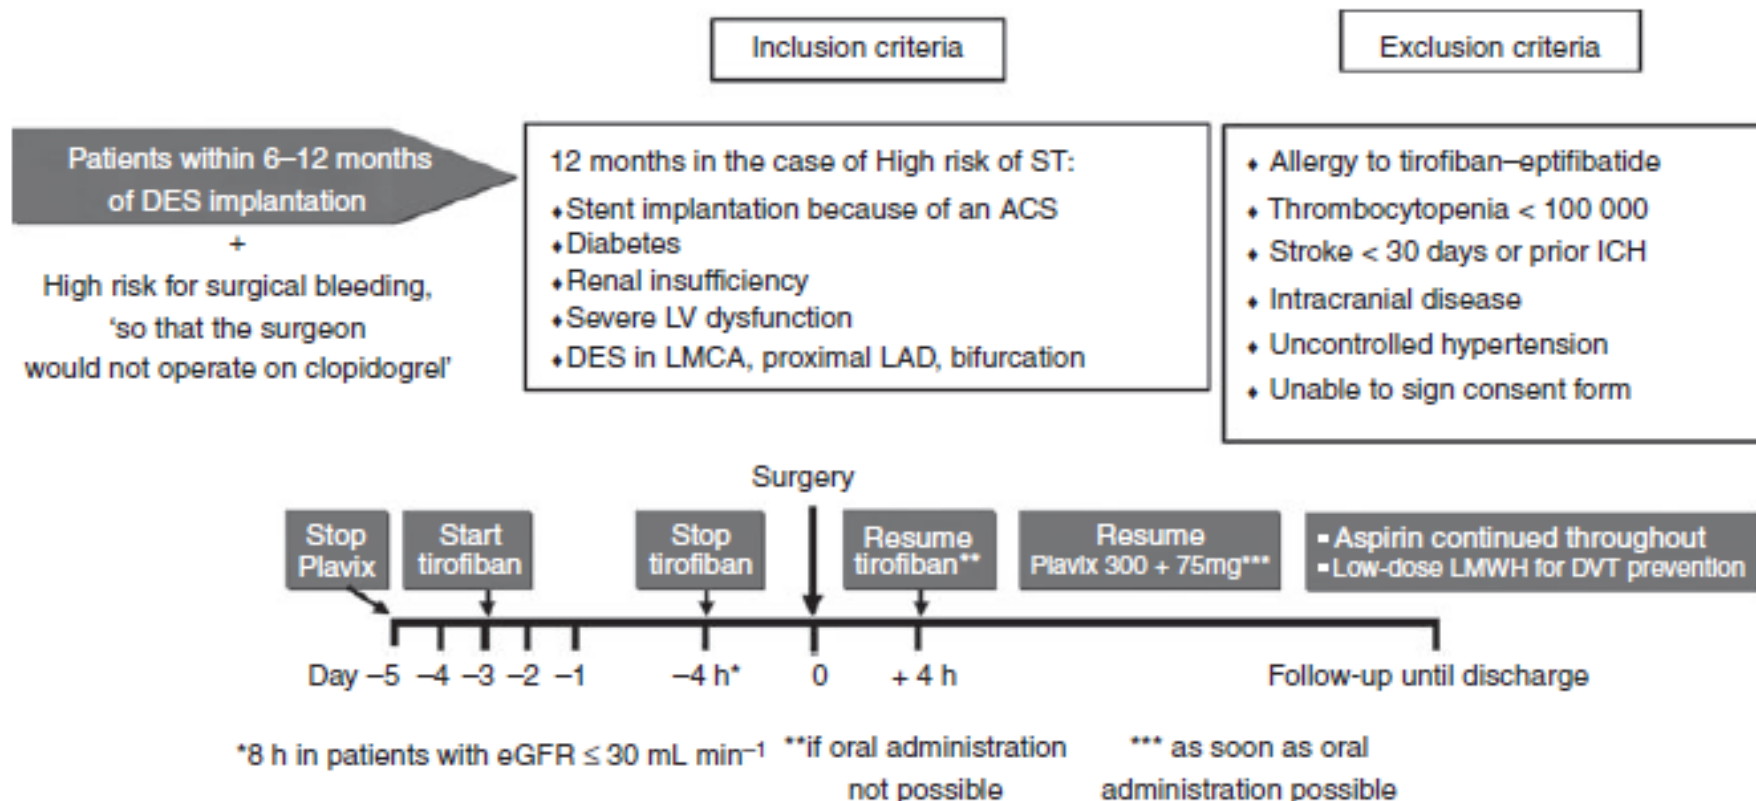 Inclusion criteria
Exclusion criteria
Patients within 6–12 months
of DES implantation
+
High risk for surgical bleeding,
‘so that the surgeon
would not operate on clopidogrel’
12 months in the case of High risk of ST:
♦Stent implantation because of an ACS
♦Diabetes
♦Renal insufficiency
♦Severe LV dysfunction
♦DES in LMCA, proximal LAD, bifurcation
♦ Allergy to tirofiban–eptifibatide
♦ Thrombocytopenia < 100 000
♦ Stroke < 30 days or prior ICH
♦ Intracranial disease
♦ Uncontrolled hypertension
♦ Unable to sign consent form
Surgery
Stop
Plavix
Start
tirofiban
Stop
tirofiban
Resume
tirofiban**
Resume
Plavix 300 + 75mg***
▪Aspirin continued throughout
▪Low-dose LMWH for DVT prevention
Day –5 –4 –3 –2 –1 –4 h* 0 + 4 h Follow-up until discharge
*8 h in patients with eGFR ≤ 30 mL min⁻¹
**if oral administration
not possible
*** as soon as oral
administration possible